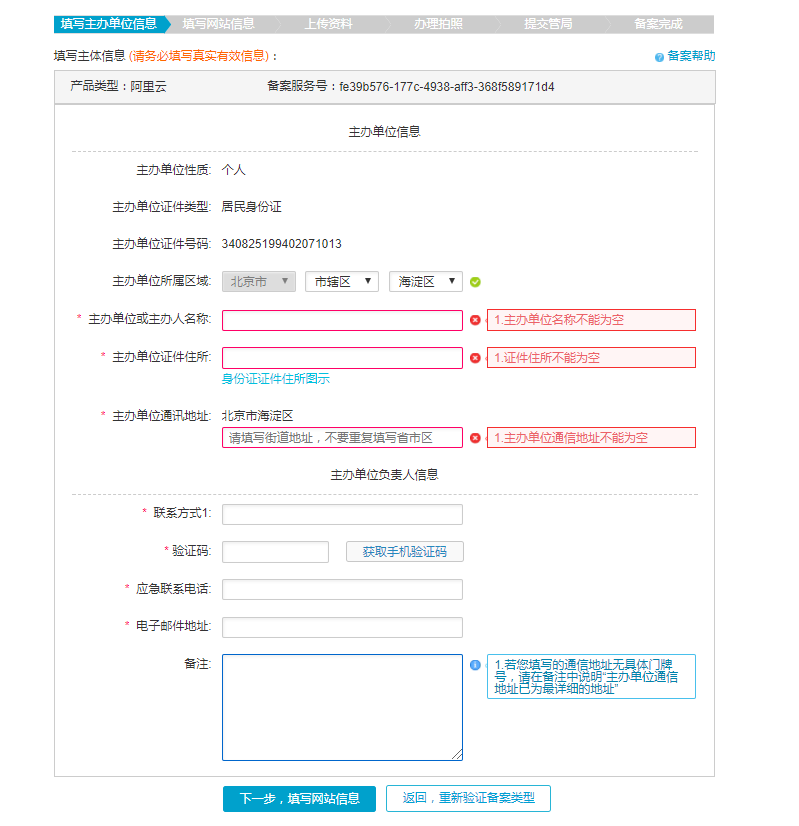 填写主办单位信息 填写网站信息 上传资料 办理拍照 提交管局 备案完成
填写主体信息 (请务必填写真实有效信息)： 备案帮助
产品类型：阿里云 备案服务号：fe39b576-177c-4938-aff3-368f589171d4
主办单位信息
主办单位性质: 个人
主办单位证件类型: 居民身份证
主办单位证件号码: 340825199402071013
主办单位所属区域: 北京市 市辖区 海淀区
* 主办单位或主办人名称: 1.主办单位名称不能为空
* 主办单位证件住所: 1.证件住所不能为空
身份证证件住所图示
* 主办单位通讯地址: 北京市海淀区
请填写街道地址，不要重复填写省市区 1.主办单位通信地址不能为空
主办单位负责人信息
* 联系方式1:
* 验证码: 获取手机验证码
* 应急联系电话:
* 电子邮件地址:
备注: 1.若您填写的通信地址无具体门牌
号，请在备注中说明“主办单位通信
地址已为最详细的地址”
下一步，填写网站信息 返回，重新验证备案类型